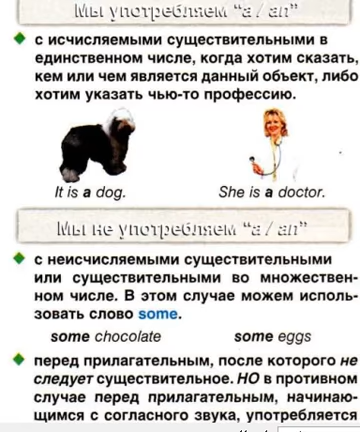 Мы употребляем "a / an"
с исчисляемыми существительными в
единственном числе, когда хотим сказать,
кем или чем является данный объект, либо
хотим указать чью-то профессию.
It is a dog.
She is a doctor.
Мы не употребляем "a / an"
с неисчисляемыми существительными
или существительными во множествен-
ном числе. В этом случае можем исполь-
зовать слово some.
some chocolate
some eggs
перед прилагательным, после которого не
следует существительное. НО в противном
случае перед прилагательным, начинаю-
щимся с согласного звука, употребляется